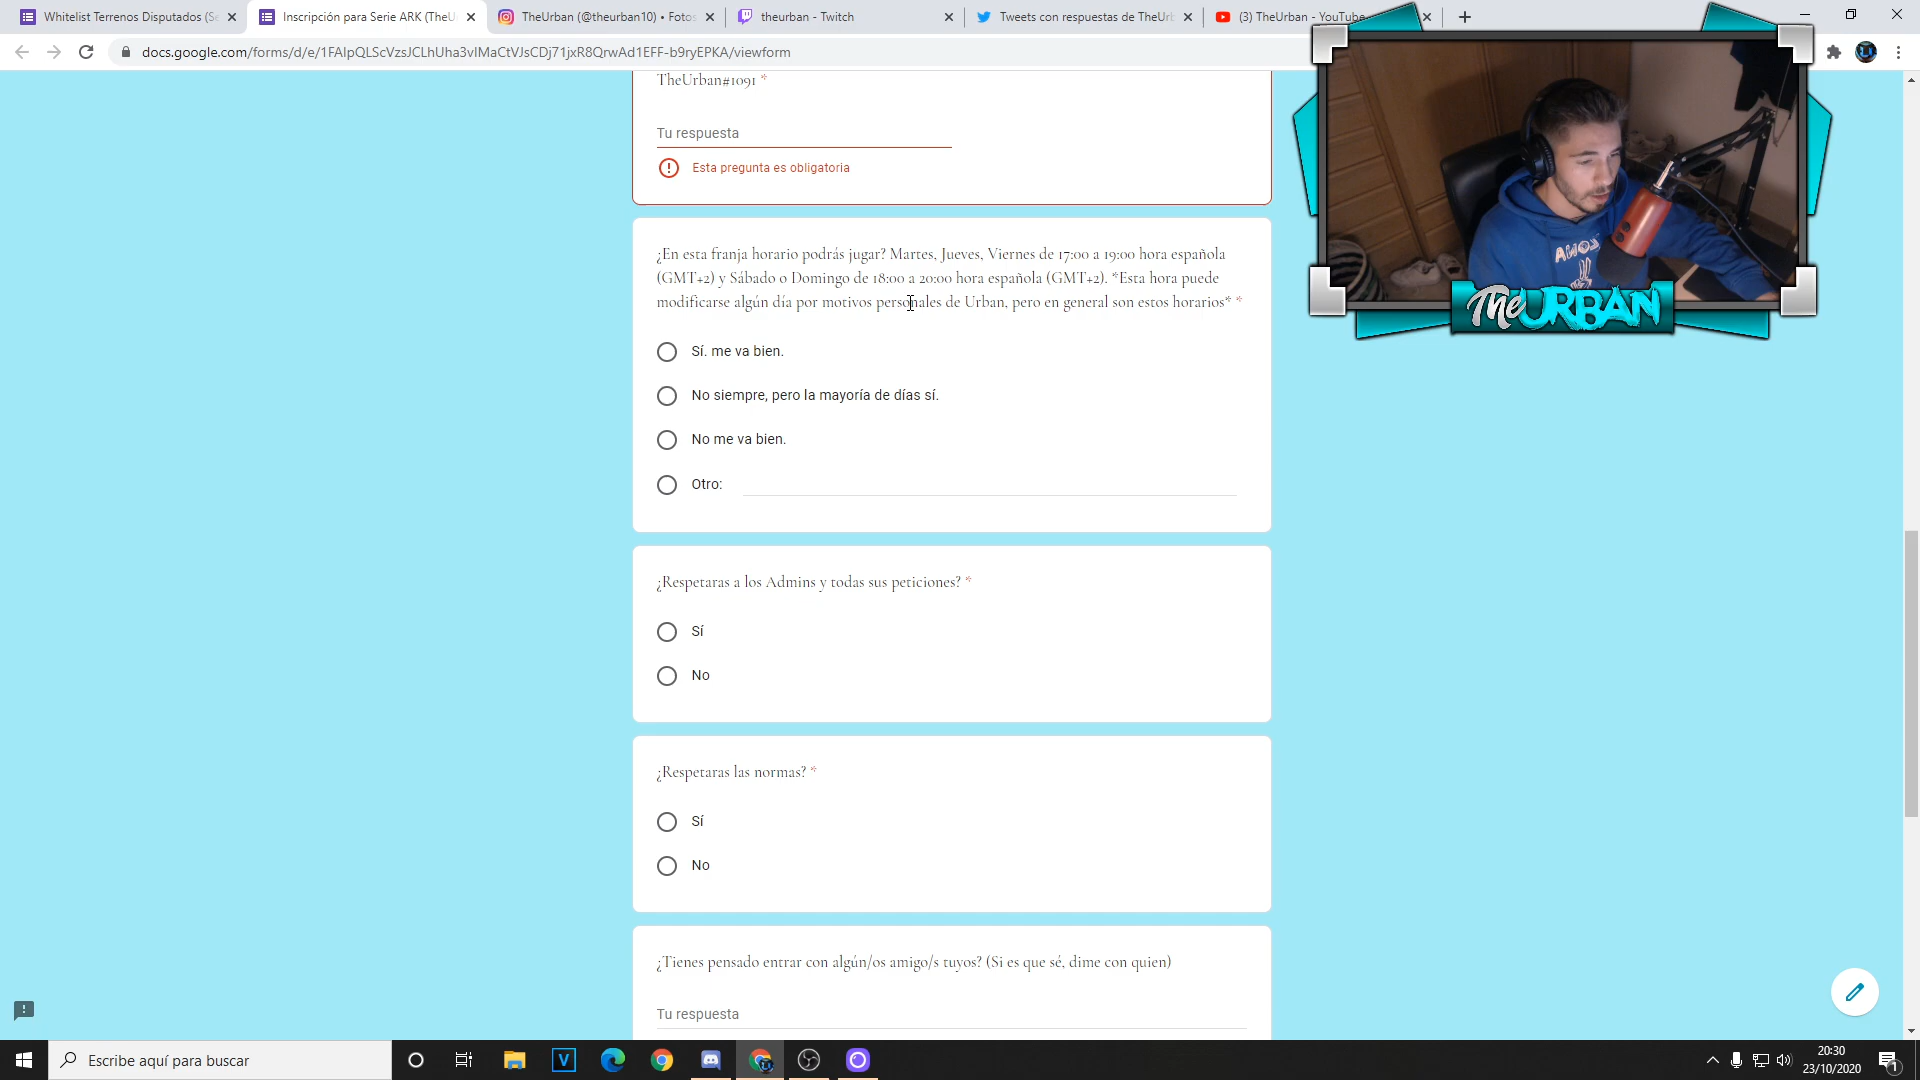 Whitelist Terrenos Disputados (Se
Inscripción para Serie ARK (TheU
TheUrban (@theurban10) • Fotos
theurban - Twitch
Tweets con respuestas de TheUr
(3) TheUrban - YouTube
docs.google.com/forms/d/e/1FAIpQLScVzsJCLhUha3vIMaCtVJsCDj71jxR8QrwAd1EFF-b9ryEPKA/viewform
TheUrban#1091 *
Tu respuesta
Esta pregunta es obligatoria
¿En esta franja horario podrás jugar? Martes, Jueves, Viernes de 17:00 a 19:00 hora española
(GMT+2) y Sábado o Domingo de 18:00 a 20:00 hora española (GMT+2). *Esta hora puede
modificarse algún día por motivos personales de Urban, pero en general son estos horarios* *
Sí. me va bien.
No siempre, pero la mayoría de días sí.
No me va bien.
Otro:
¿Respetaras a los Admins y todas sus peticiones? *
Sí
No
¿Respetaras las normas? *
Sí
No
¿Tienes pensado entrar con algún/os amigo/s tuyos? (Si es que sé, dime con quien)
Tu respuesta
The URBAN
Escribe aquí para buscar
20:30
23/10/2020
1